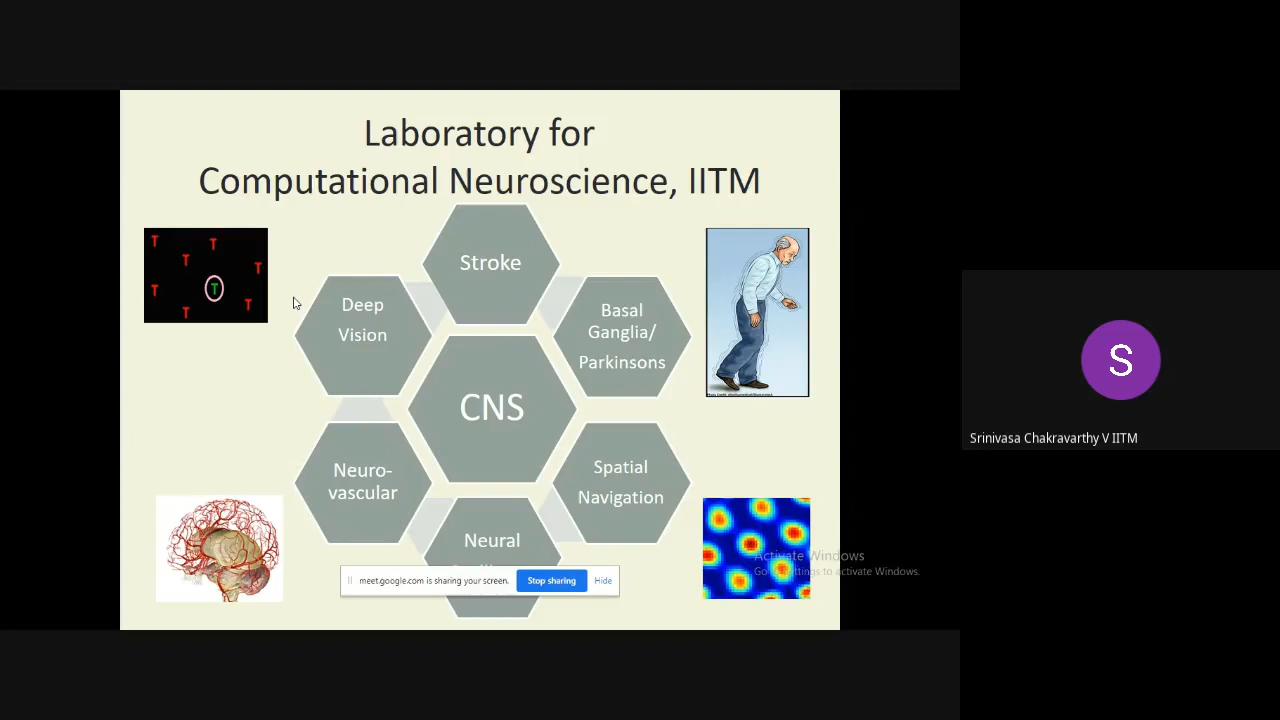 Laboratory for
Computational Neuroscience, IITM
T
T
T
T
T
T
T
T
Stroke
Deep
Vision
Basal
Ganglia/
Parkinsons
CNS
Neuro-
vascular
Spatial
Navigation
Neural
meet.google.com is sharing your screen.
Stop sharing
Hide
Activate Windows
Go to Settings to activate Windows.
S
Srinivasa Chakravarthy V IITM